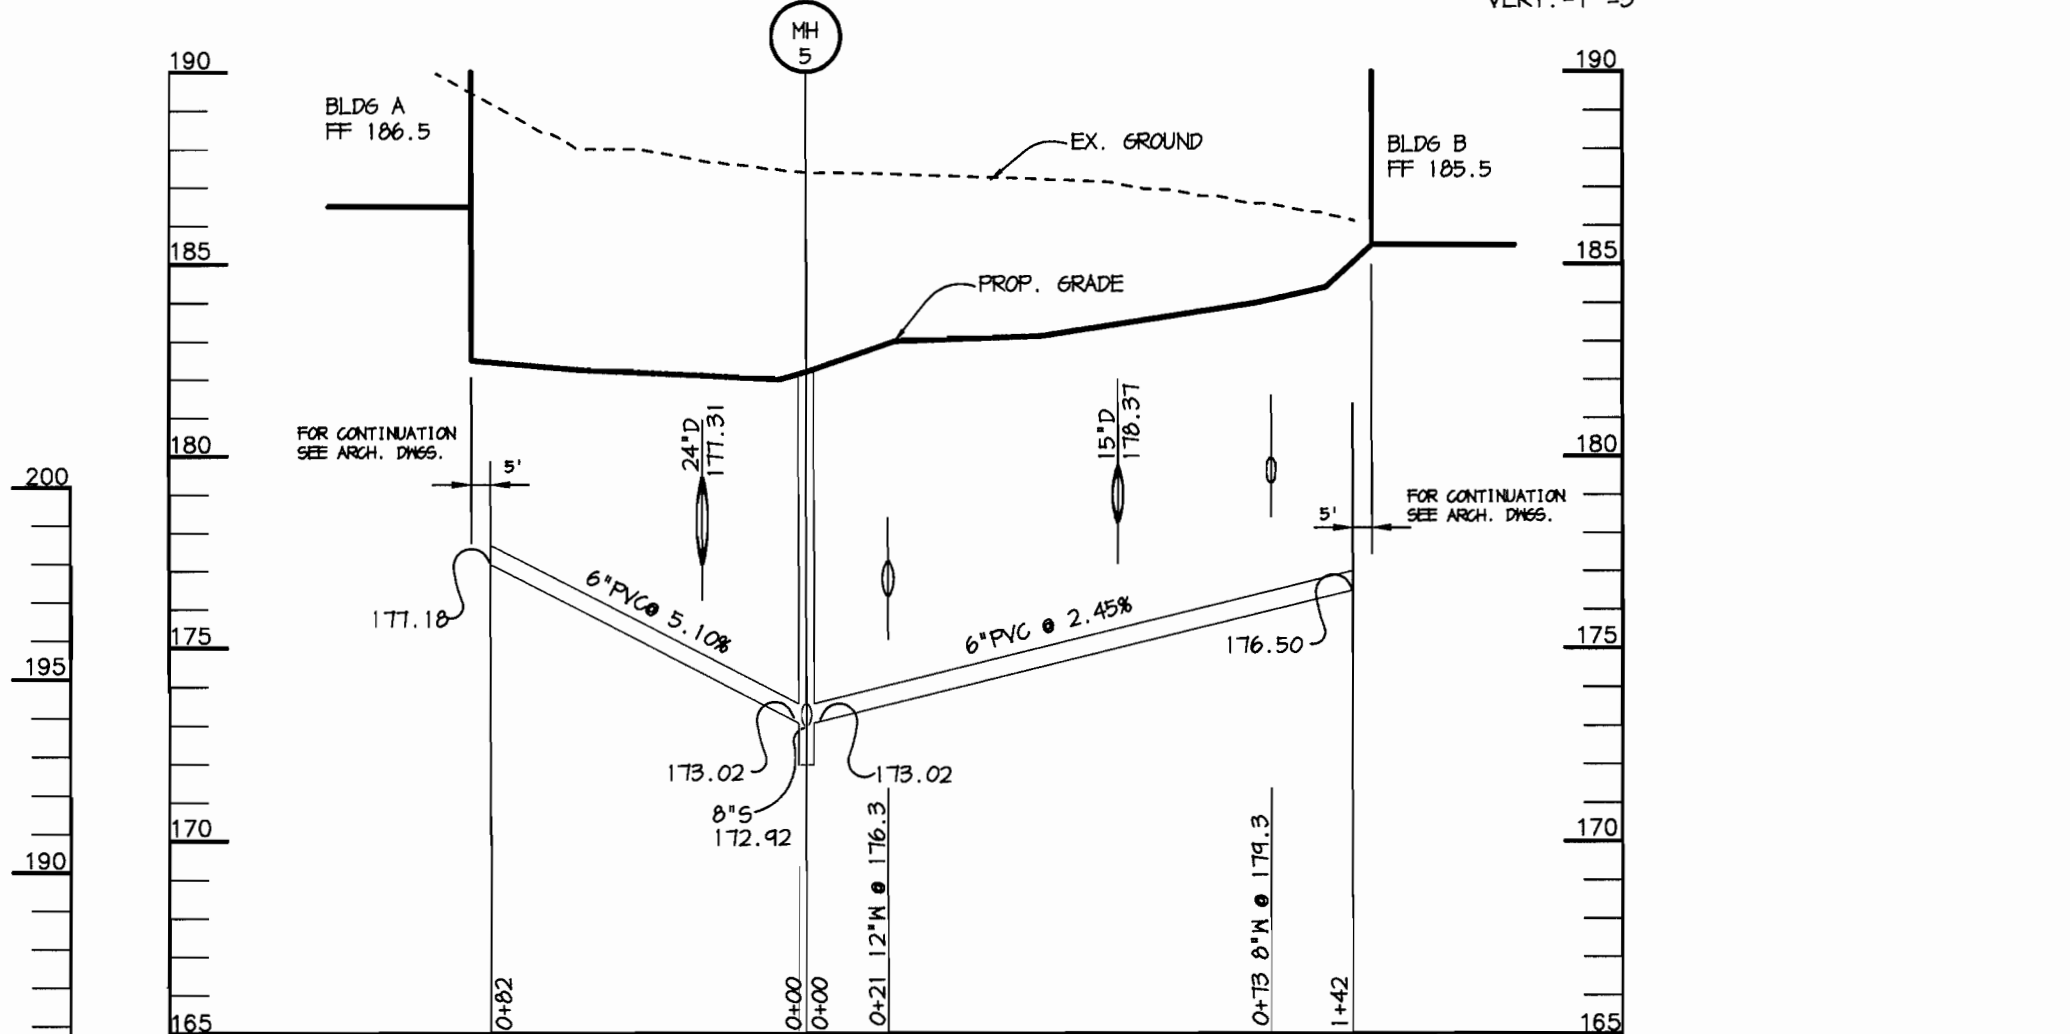 MH
5
190
190
BLDG A
FF 186.5
EX. GROUND
BLDG B
FF 185.5
185
185
PROP. GRADE
24"D
177.31
15"D
178.37
FOR CONTINUATION
SEE ARCH. DWGS.
5'
180
180
200
FOR CONTINUATION
SEE ARCH. DWGS.
5'
6"PVC@ 5.10%
6"PVC @ 2.45%
177.18
176.50
175
175
195
173.02
173.02
8"S
172.92
170
170
190
0+82
0+00
0+00
0+21 12"W @ 176.3
0+73 8"W @ 179.3
1+42
165
165